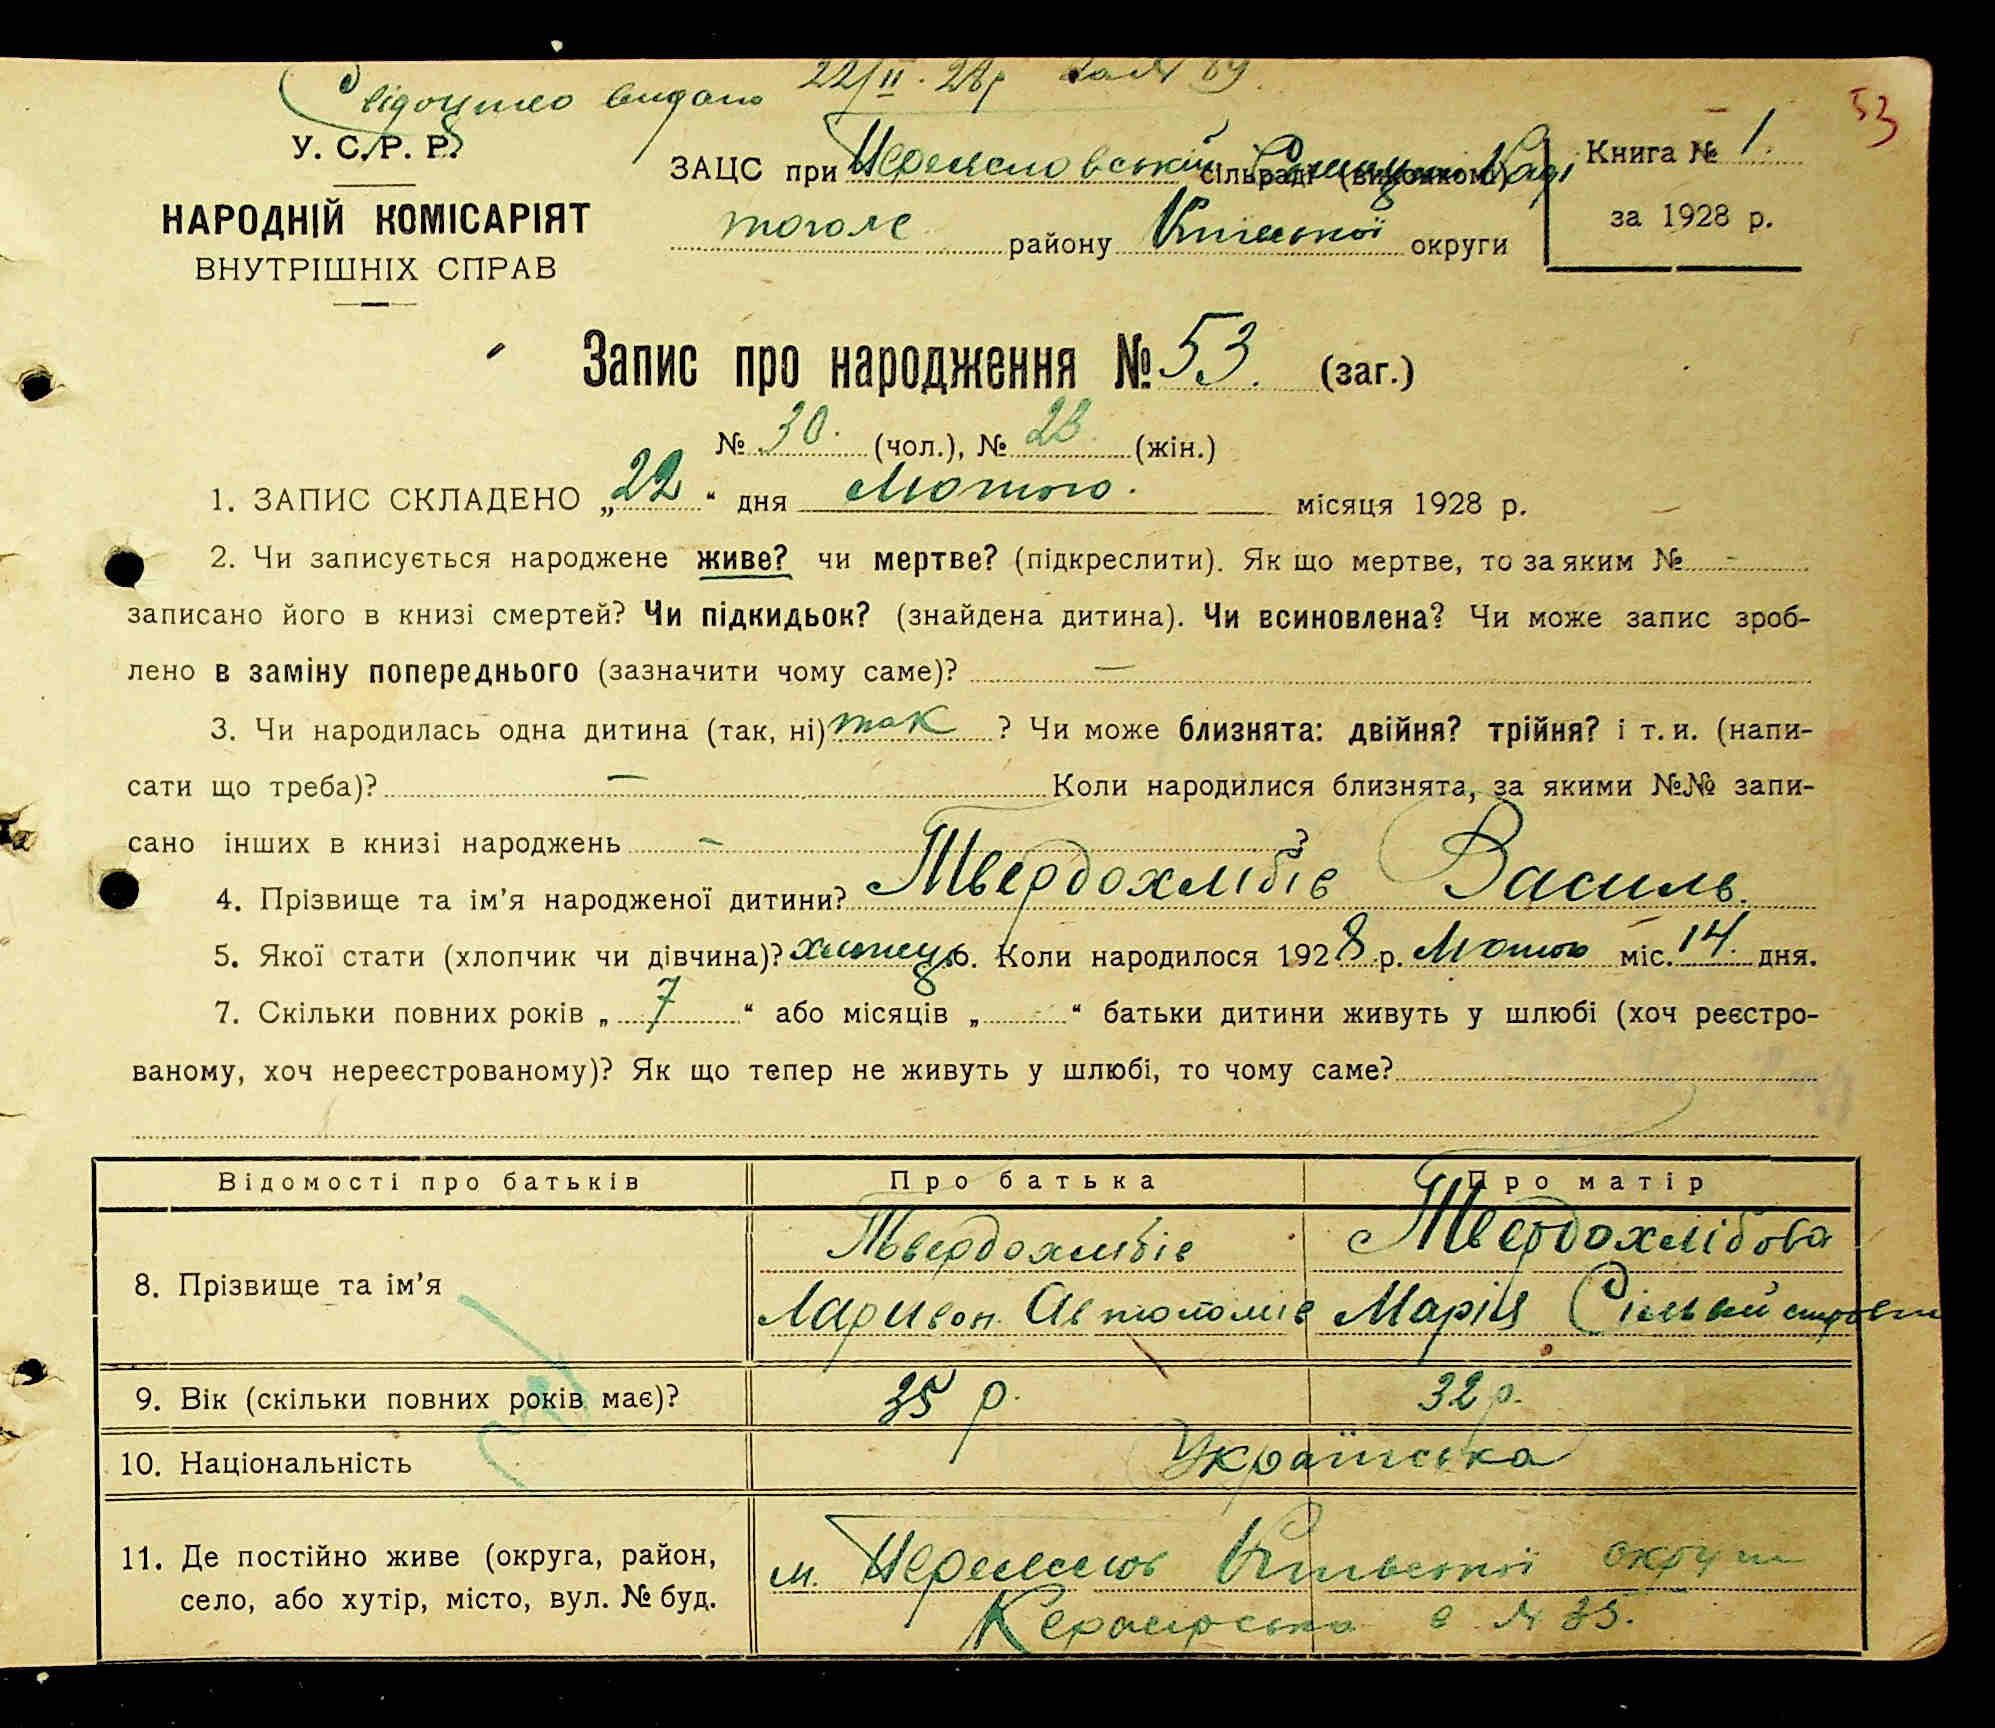 Свідоцтво видано 22/II. 28р за № 69.
53
У. С. Р. Р.
НАРОДНІЙ КОМІСАРІЯТ
ВНУТРІШНІХ СПРАВ
ЗАЦС при сільраді (виконкомі)
того ж району Київської округи
Книга № 1.
за 1928 р.
Запис про народження № 53. (заг.)
№ 30. (чол.), № 23. (жін.)
1. ЗАПИС СКЛАДЕНО „22“ дня Лютого. місяця 1928 р.
2. Чи записується народжене живе? чи мертве? (підкреслити). Як що мертве, то за яким № -
записано його в книзі смертей? Чи підкидьок? (знайдена дитина). Чи всиновлена? Чи може запис зроб-
лено в заміну попереднього (зазначити чому саме)? —
3. Чи народилась одна дитина (так, ні) так ? Чи може близнята: двійня? трійня? і т. и. (напи-
сати що треба)? — Коли народилися близнята, за якими №№ запи-
сано інших в книзі народжень - ?
4. Прізвище та ім'я народженої дитини? Твердохлібів Василь.
5. Якої стати (хлопчик чи дівчина)? хлопець 6. Коли народилося 1928 р. Лютого міс. 14. дня.
7. Скільки повних років „ 7 “ або місяців „ - “ батьки дитини живуть у шлюбі (хоч реєстро-
ваному, хоч нереєстрованому)? Як що тепер не живуть у шлюбі, то чому саме?
Відомості про батьків Про батька Про матір
8. Прізвище та ім'я Твердохлібів Ларивон Автономів Твердохлібова Марія
9. Вік (скільки повних років має)? 35 р. 32 р.
10. Національність Українська
11. Де постійно живе (округа, район,
село, або хутір, місто, вул. № буд.
м. Переяслов Київської округи
№ 35.